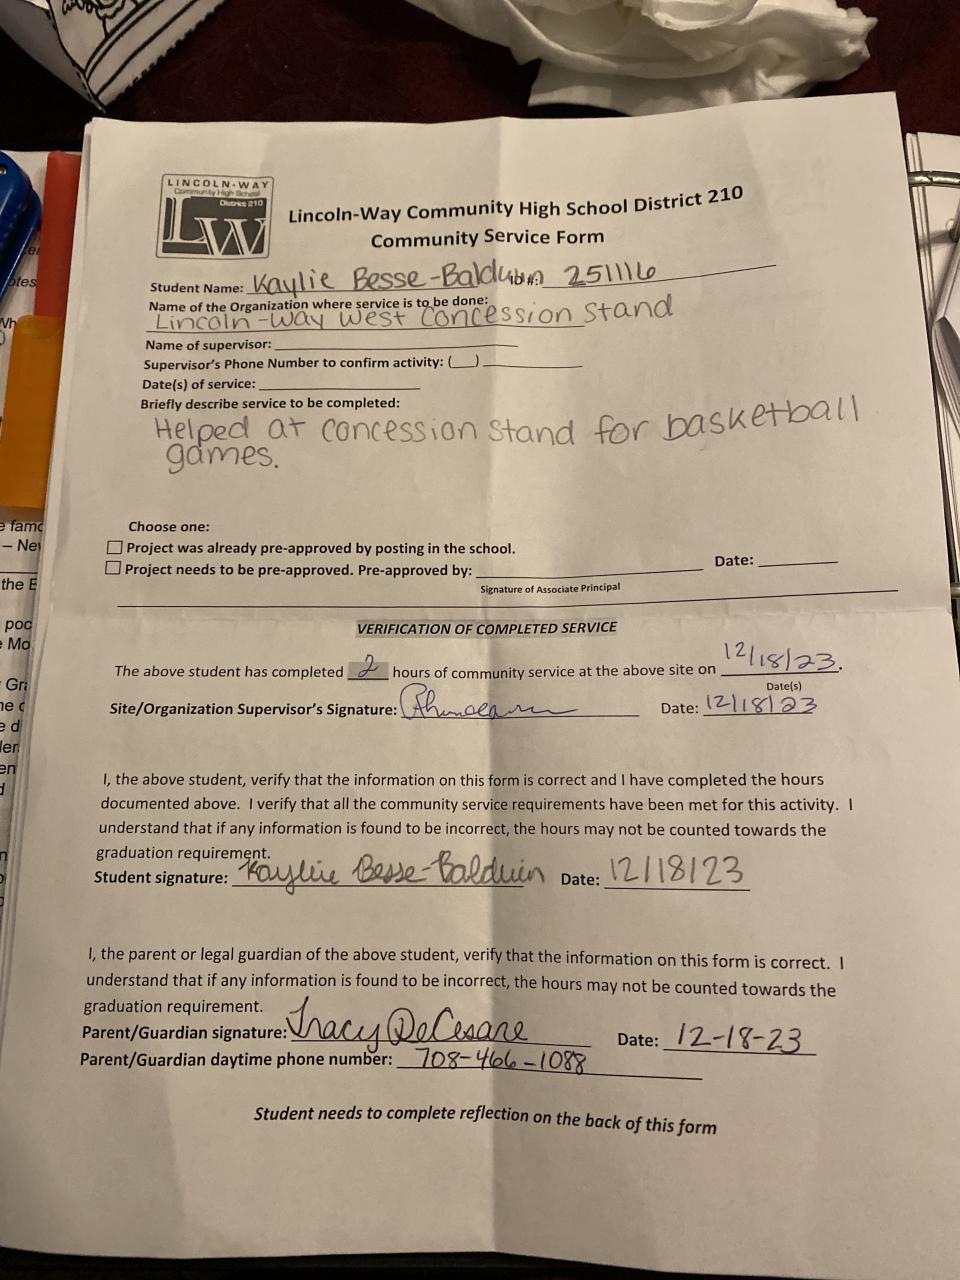 LINCOLN-WAY
Community High School
District 210
LW
Lincoln-Way Community High School District 210
Community Service Form
Student Name: Kaylie Besse-Baldwin ID#: 251116
Name of the Organization where service is to be done:
Lincoln-Way West Concession Stand
Name of supervisor:
Supervisor's Phone Number to confirm activity: (__)
Date(s) of service:
Briefly describe service to be completed:
Helped at concession stand for basketball
games.
Choose one:
☐ Project was already pre-approved by posting in the school.
☐ Project needs to be pre-approved. Pre-approved by: Date:
Signature of Associate Principal
VERIFICATION OF COMPLETED SERVICE
The above student has completed 2 hours of community service at the above site on 12/18/23.
Date(s)
Site/Organization Supervisor's Signature: Date: 12/18/23
I, the above student, verify that the information on this form is correct and I have completed the hours
documented above. I verify that all the community service requirements have been met for this activity. I
understand that if any information is found to be incorrect, the hours may not be counted towards the
graduation requirement.
Student signature: Kaylie Besse-Baldwin Date: 12/18/23
I, the parent or legal guardian of the above student, verify that the information on this form is correct. I
understand that if any information is found to be incorrect, the hours may not be counted towards the
graduation requirement.
Parent/Guardian signature: Tracy DeCesare Date: 12-18-23
Parent/Guardian daytime phone number: 708-466-1088
Student needs to complete reflection on the back of this form